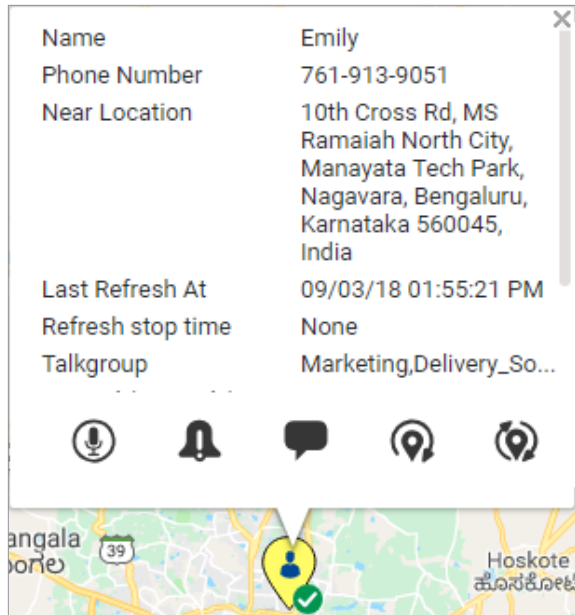 Name Emily
Phone Number 761-913-9051
Near Location 10th Cross Rd, MS
Ramaiah North City,
Manayata Tech Park,
Nagavara, Bengaluru,
Karnataka 560045,
India
Last Refresh At 09/03/18 01:55:21 PM
Refresh stop time None
Talkgroup Marketing,Delivery_So...
angala
39
Hoskote